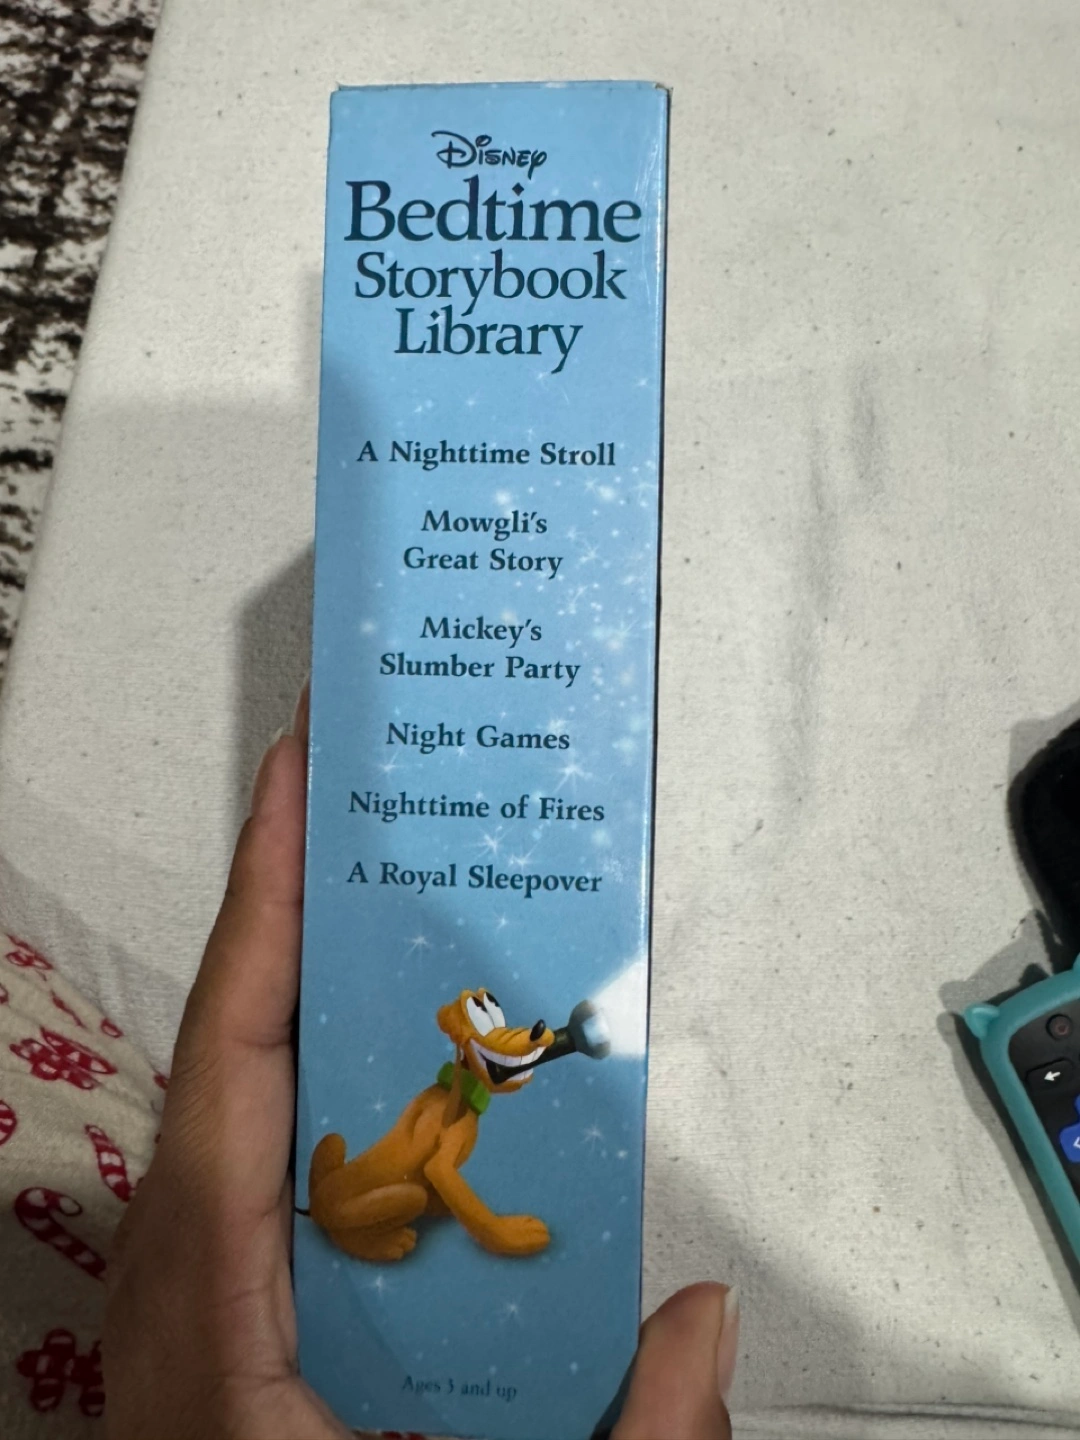 Disney
Bedtime
Storybook
Library
A Nighttime Stroll
Mowgli's
Great Story
Mickey's
Slumber Party
Night Games
Nighttime of Fires
A Royal Sleepover
Ages 3 and up